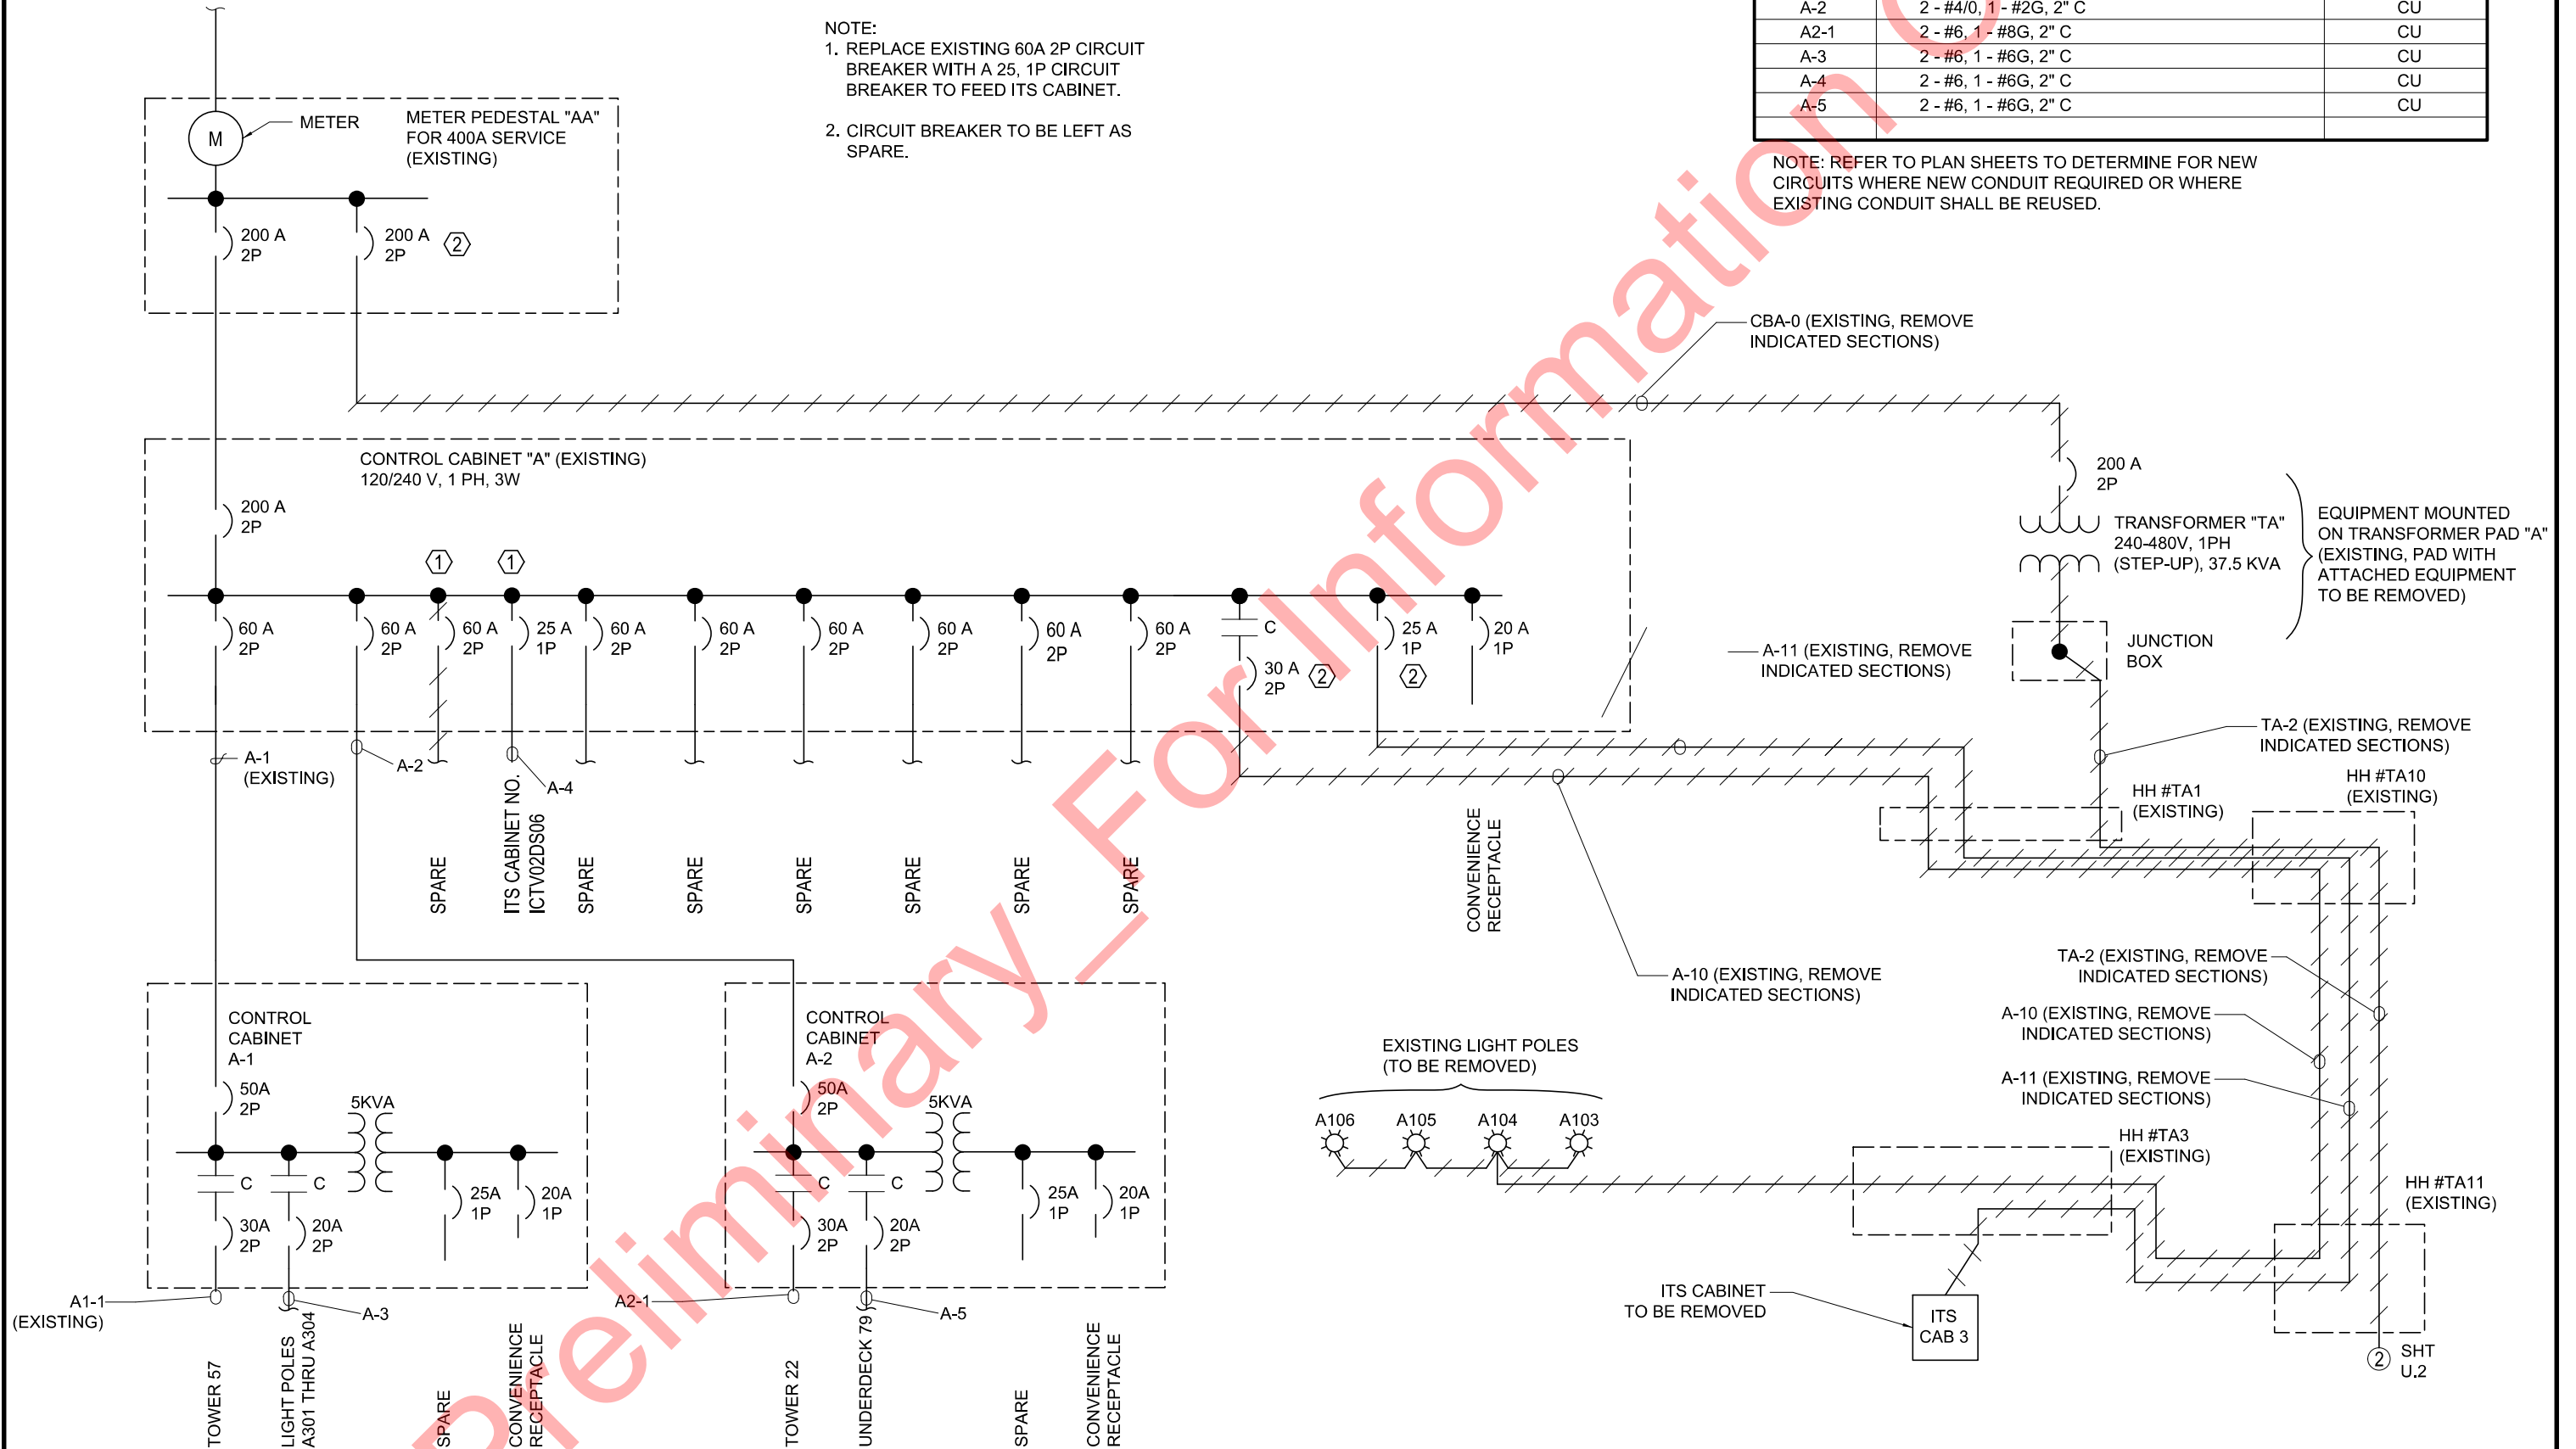 NOTE:
1. REPLACE EXISTING 60A 2P CIRCUIT
BREAKER WITH A 25, 1P CIRCUIT
BREAKER TO FEED ITS CABINET.
2. CIRCUIT BREAKER TO BE LEFT AS
SPARE.
A-2 2 - #4/0, 1 - #2G, 2" C CU
A2-1 2 - #6, 1 - #8G, 2" C CU
A-3 2 - #6, 1 - #6G, 2" C CU
A-4 2 - #6, 1 - #6G, 2" C CU
A-5 2 - #6, 1 - #6G, 2" C CU
NOTE: REFER TO PLAN SHEETS TO DETERMINE FOR NEW
CIRCUITS WHERE NEW CONDUIT REQUIRED OR WHERE
EXISTING CONDUIT SHALL BE REUSED.
M
METER
METER PEDESTAL "AA"
FOR 400A SERVICE
(EXISTING)
200 A
2P
200 A
2P
2
CBA-0 (EXISTING, REMOVE
INDICATED SECTIONS)
CONTROL CABINET "A" (EXISTING)
120/240 V, 1 PH, 3W
200 A
2P
1
1
60 A
2P
60 A
2P
60 A
2P
25 A
1P
60 A
2P
60 A
2P
60 A
2P
60 A
2P
60 A
2P
60 A
2P
C
30 A
2P
2
25 A
1P
2
20 A
1P
200 A
2P
TRANSFORMER "TA"
240-480V, 1PH
(STEP-UP), 37.5 KVA
EQUIPMENT MOUNTED
ON TRANSFORMER PAD "A"
(EXISTING, PAD WITH
ATTACHED EQUIPMENT
TO BE REMOVED)
JUNCTION
BOX
A-11 (EXISTING, REMOVE
INDICATED SECTIONS)
TA-2 (EXISTING, REMOVE
INDICATED SECTIONS)
HH #TA1
(EXISTING)
HH #TA10
(EXISTING)
A-1
(EXISTING)
A-2
A-4
SPARE
ITS CABINET NO.
ICTV02DS06
SPARE
SPARE
SPARE
SPARE
SPARE
SPARE
CONVENIENCE
RECEPTACLE
A-10 (EXISTING, REMOVE
INDICATED SECTIONS)
TA-2 (EXISTING, REMOVE
INDICATED SECTIONS)
A-10 (EXISTING, REMOVE
INDICATED SECTIONS)
A-11 (EXISTING, REMOVE
INDICATED SECTIONS)
CONTROL
CABINET
A-1
50A
2P
5KVA
C
C
30A
2P
20A
2P
25A
1P
20A
1P
A1-1
(EXISTING)
A-3
TOWER 57
LIGHT POLES
A301 THRU A304
SPARE
CONVENIENCE
RECEPTACLE
CONTROL
CABINET
A-2
50A
2P
5KVA
C
C
30A
2P
20A
2P
25A
1P
20A
1P
A2-1
A-5
TOWER 22
UNDERDECK 79
SPARE
CONVENIENCE
RECEPTACLE
EXISTING LIGHT POLES
(TO BE REMOVED)
A106
A105
A104
A103
HH #TA3
(EXISTING)
HH #TA11
(EXISTING)
ITS CABINET
TO BE REMOVED
ITS
CAB 3
2
SHT
U.2
Preliminary_For Information